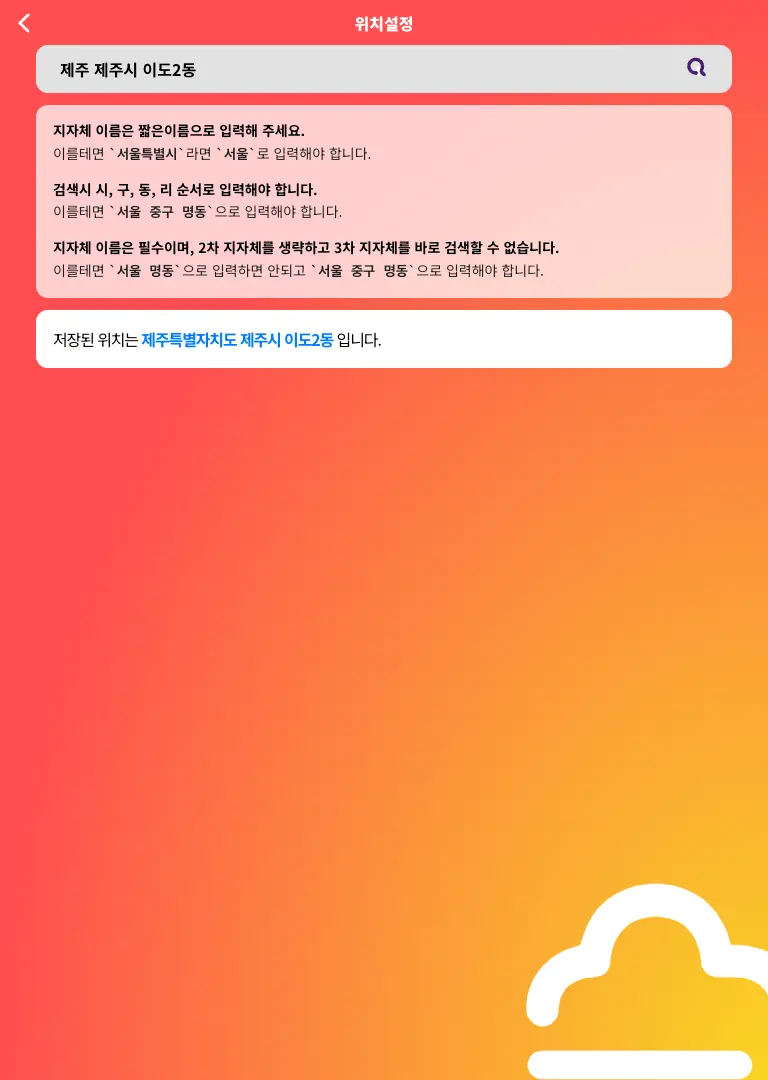 위치설정
제주 제주시 이도2동
지자체 이름은 짧은이름으로 입력해 주세요.
이를테면 `서울특별시`라면 `서울`로 입력해야 합니다.
검색시 시, 구, 동, 리 순서로 입력해야 합니다.
이를테면 `서울 중구 명동`으로 입력해야 합니다.
지자체 이름은 필수이며, 2차 지자체를 생략하고 3차 지자체를 바로 검색할 수 없습니다.
이를테면 `서울 명동`으로 입력하면 안되고 `서울 중구 명동`으로 입력해야 합니다.
저장된 위치는 제주특별자치도 제주시 이도2동 입니다.